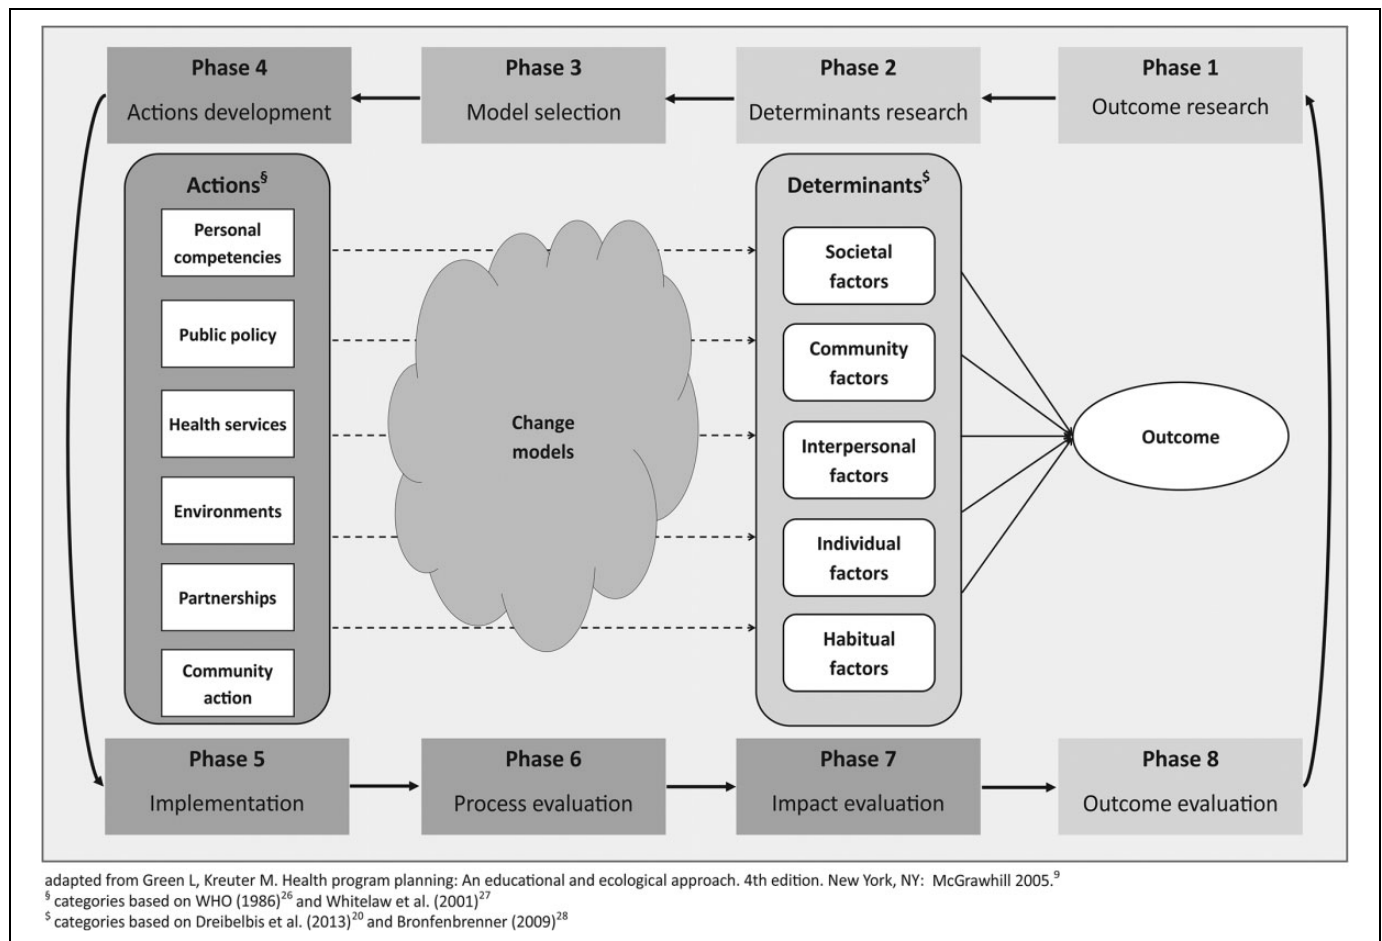 Phase 4
Actions development
Phase 3
Model selection
Phase 2
Determinants research
Phase 1
Outcome research
Actions§
Personal
competencies
Public policy
Health services
Environments
Partnerships
Community
action
Change
models
Determinants$
Societal
factors
Community
factors
Interpersonal
factors
Individual
factors
Habitual
factors
Outcome
Phase 5
Implementation
Phase 6
Process evaluation
Phase 7
Impact evaluation
Phase 8
Outcome evaluation
adapted from Green L, Kreuter M. Health program planning: An educational and ecological approach. 4th edition. New York, NY:  McGrawhill 2005.9
§ categories based on WHO (1986)26 and Whitelaw et al. (2001)27
$ categories based on Dreibelbis et al. (2013)20 and Bronfenbrenner (2009)28